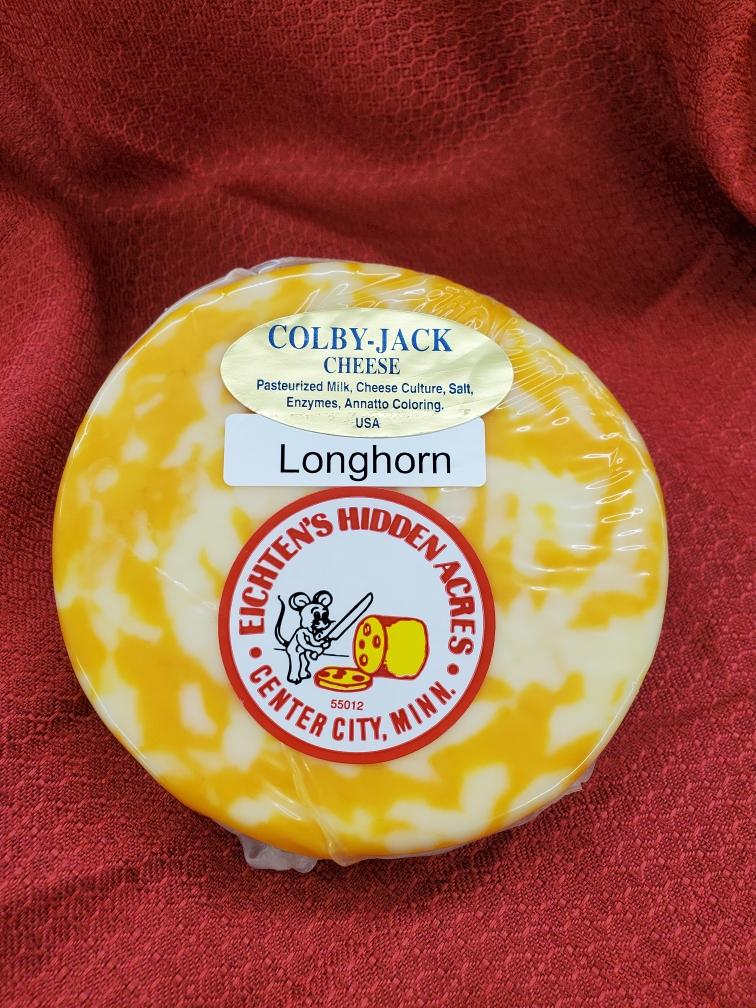 COLBY-JACK
CHEESE
Pasteurized Milk, Cheese Culture, Salt,
Enzymes, Annatto Coloring.
USA
Longhorn
EICHTEN'S HIDDEN ACRES
55012
• CENTER CITY, MINN. •